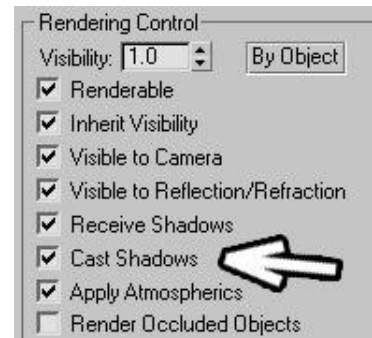 Rendering Control
Visibility: 1.0 By Object
Renderable
Inherit Visibility
Visible to Camera
Visible to Reflection/Refraction
Receive Shadows
Cast Shadows
Apply Atmospherics
Render Occluded Objects